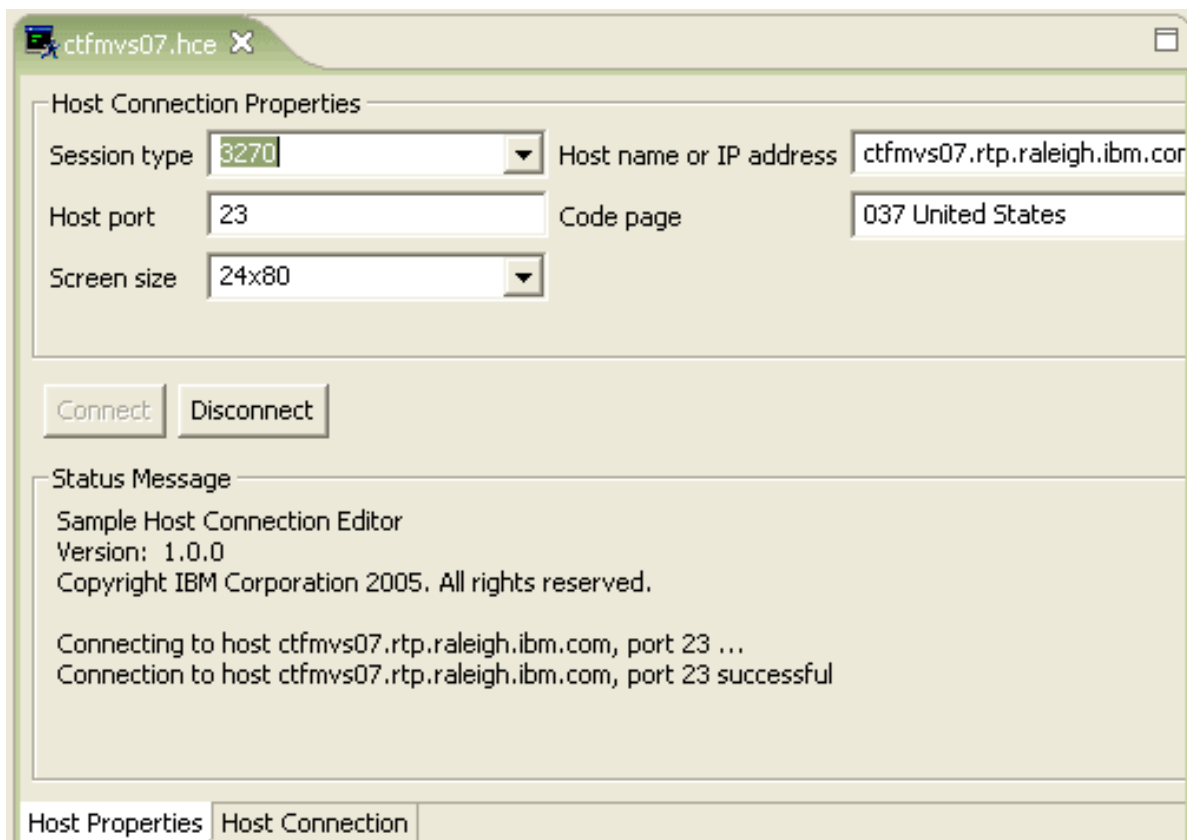 ctfmvs07.hce
Host Connection Properties
Session type 3270 Host name or IP address ctfmvs07.rtp.raleigh.ibm.com
Host port 23 Code page 037 United States
Screen size 24x80
Connect Disconnect
Status Message
Sample Host Connection Editor
Version: 1.0.0
Copyright IBM Corporation 2005. All rights reserved.
Connecting to host ctfmvs07.rtp.raleigh.ibm.com, port 23 ...
Connection to host ctfmvs07.rtp.raleigh.ibm.com, port 23 successful
Host Properties Host Connection